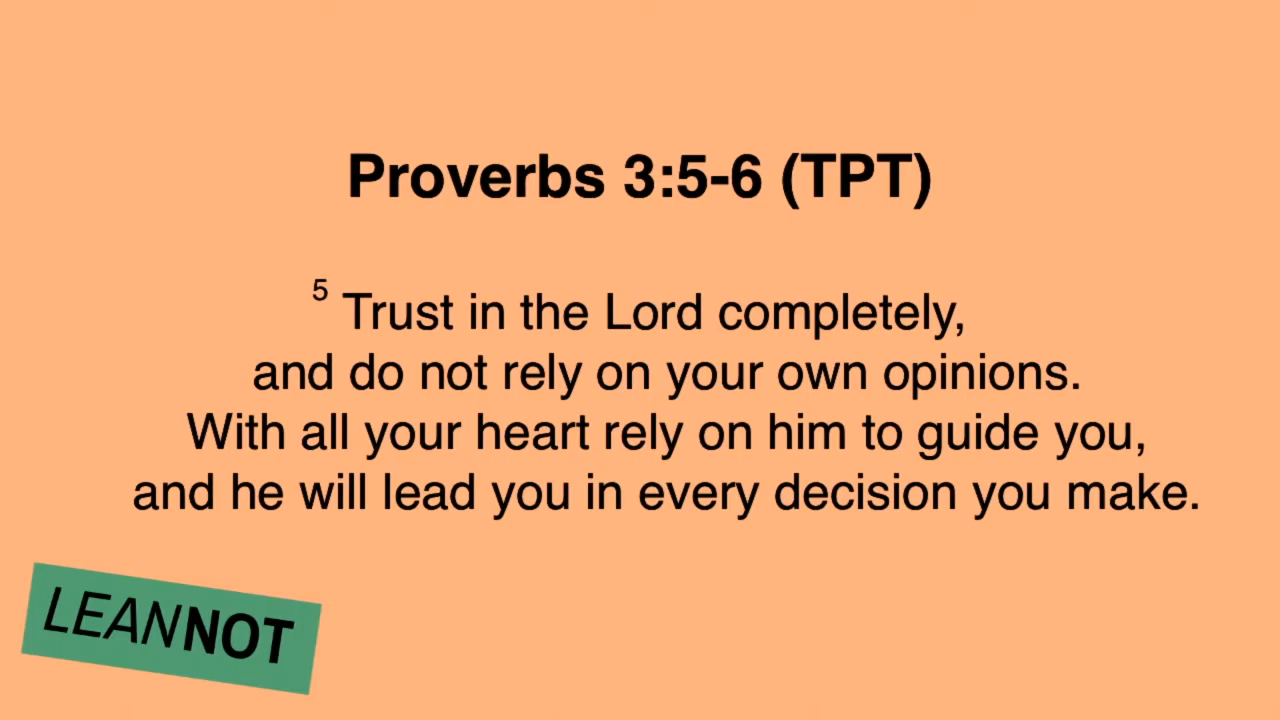 Proverbs 3:5-6 (TPT)
5 Trust in the Lord completely,
and do not rely on your own opinions.
With all your heart rely on him to guide you,
and he will lead you in every decision you make.
LEANNOT